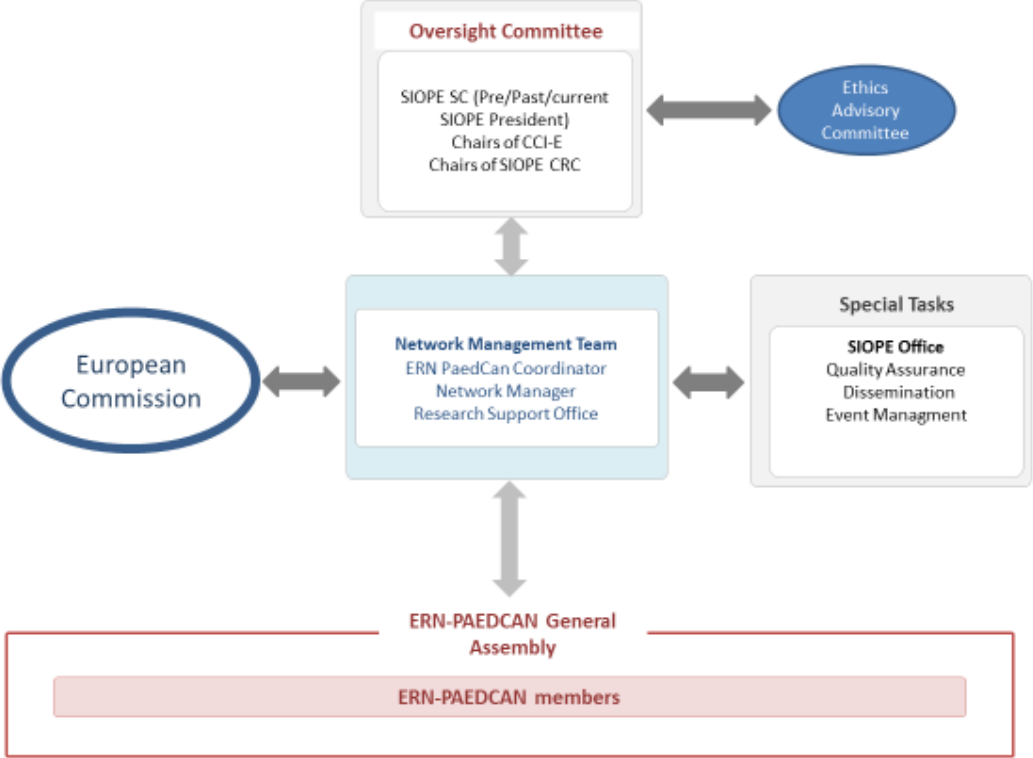 Oversight Committee
SIOPE SC (Pre/Past/current
SIOPE President)
Chairs of CCI-E
Chairs of SIOPE CRC
Ethics
Advisory
Committee
European
Commission
Network Management Team
ERN PaedCan Coordinator
Network Manager
Research Support Office
Special Tasks
SIOPE Office
Quality Assurance
Dissemination
Event Managment
ERN-PAEDCAN General
Assembly
ERN-PAEDCAN members